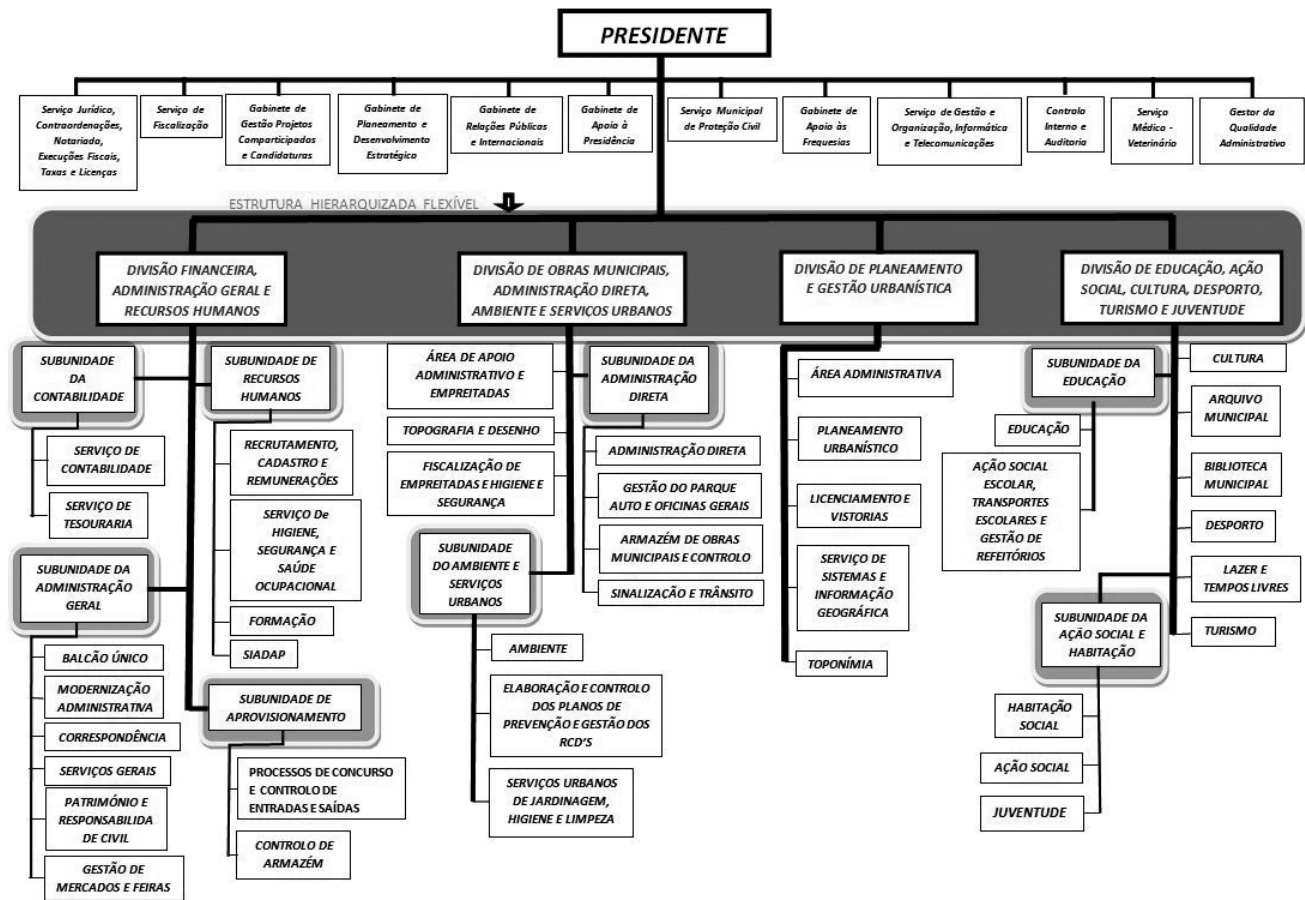 PRESIDENTE
Serviço Jurídico,
Contraordenações,
Notariado,
Execuções Fiscais,
Taxas e Licenças
Serviço de
Fiscalização
Gabinete de
Gestão Projetos
Comparticipados
e Candidaturas
Gabinete de
Planeamento e
Desenvolvimento
Estratégico
Gabinete de
Relações Públicas
e Internacionais
Gabinete de
Apoio à
Presidência
Serviço Municipal
de Proteção Civil
Gabinete de
Apoio às
Frequesias
Serviço de Gestão e
Organização, Informática
e Telecomunicações
Controlo
Interno e
Auditoria
Serviço
Médico -
Veterinário
Gestor da
Qualidade
Administrativo
ESTRUTURA HIERARQUIZADA FLEXÍVEL
DIVISÃO FINANCEIRA,
ADMINISTRAÇÃO GERAL E
RECURSOS HUMANOS
DIVISÃO DE OBRAS MUNICIPAIS,
ADMINISTRAÇÃO DIRETA,
AMBIENTE E SERVIÇOS URBANOS
DIVISÃO DE PLANEAMENTO
E GESTÃO URBANÍSTICA
DIVISÃO DE EDUCAÇÃO, AÇÃO
SOCIAL, CULTURA, DESPORTO,
TURISMO E JUVENTUDE
SUBUNIDADE
DA
CONTABILIDADE
SERVIÇO DE
CONTABILIDADE
SERVIÇO DE
TESOURARIA
SUBUNIDADE DA
ADMINISTRAÇÃO
GERAL
BALCÃO ÚNICO
MODERNIZAÇÃO
ADMINISTRATIVA
CORRESPONDÊNCIA
SERVIÇOS GERAIS
PATRIMÓNIO E
RESPONSABILIDA
DE CIVIL
GESTÃO DE
MERCADOS E FEIRAS
SUBUNIDADE DE
RECURSOS
HUMANOS
RECRUTAMENTO,
CADASTRO E
REMUNERAÇÕES
SERVIÇO De
HIGIENE,
SEGURANÇA E
SAÚDE
OCUPACIONAL
FORMAÇÃO
SIADAP
SUBUNIDADE DE
APROVISIONAMENTO
PROCESSOS DE CONCURSO
E CONTROLO DE
ENTRADAS E SAÍDAS
CONTROLO DE
ARMAZÉM
ÁREA DE APOIO
ADMINISTRATIVO E
EMPREITADAS
TOPOGRAFIA E DESENHO
FISCALIZAÇÃO DE
EMPREITADAS E HIGIENE E
SEGURANÇA
SUBUNIDADE
DO AMBIENTE E
SERVIÇOS
URBANOS
AMBIENTE
ELABORAÇÃO E CONTROLO
DOS PLANOS DE
PREVENÇÃO E GESTÃO DOS
RCD'S
SERVIÇOS URBANOS
DE JARDINAGEM,
HIGIENE E LIMPEZA
SUBUNIDADE DA
ADMINISTRAÇÃO
DIRETA
ADMINISTRAÇÃO DIRETA
GESTÃO DO PARQUE
AUTO E OFICINAS GERAIS
ARMAZÉM DE OBRAS
MUNICIPAIS E CONTROLO
SINALIZAÇÃO E TRÂNSITO
ÁREA ADMINISTRATIVA
PLANEAMENTO
URBANÍSTICO
LICENCIAMENTO E
VISTORIAS
SERVIÇO DE
SISTEMAS E
INFORMAÇÃO
GEOGRÁFICA
TOPONÍMIA
SUBUNIDADE DA
EDUCAÇÃO
EDUCAÇÃO
AÇÃO SOCIAL
ESCOLAR,
TRANSPORTES
ESCOLARES E
GESTÃO DE
REFEITÓRIOS
SUBUNIDADE DA
AÇÃO SOCIAL E
HABITAÇÃO
HABITAÇÃO
SOCIAL
AÇÃO SOCIAL
JUVENTUDE
CULTURA
ARQUIVO
MUNICIPAL
BIBLIOTECA
MUNICIPAL
DESPORTO
LAZER E
TEMPOS LIVRES
TURISMO